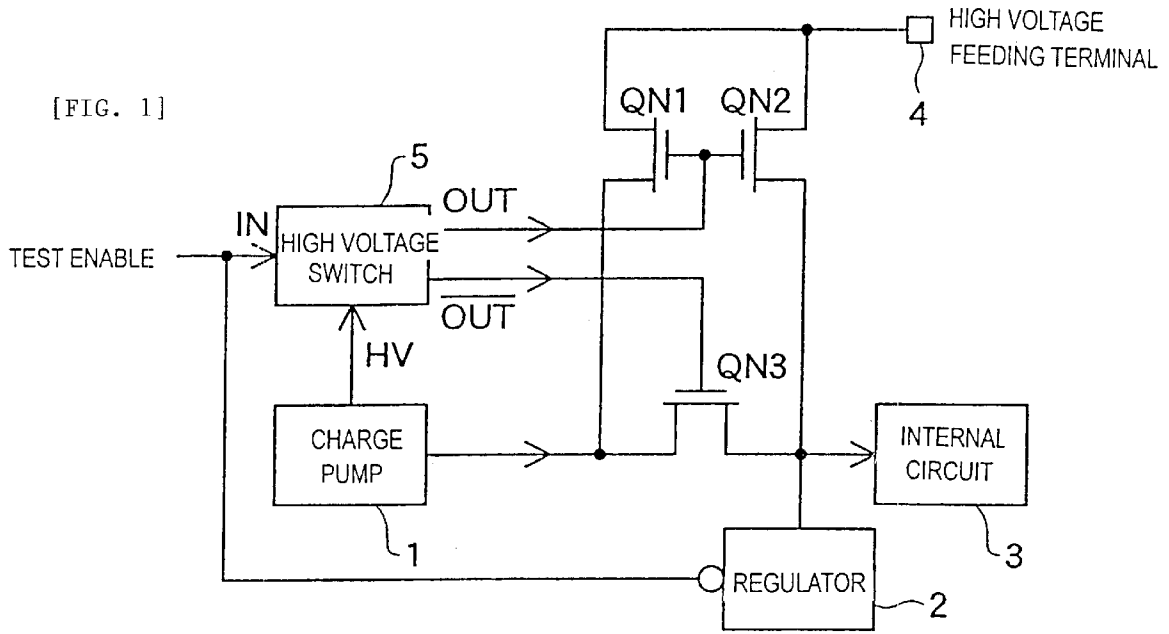 HIGH VOLTAGE
FEEDING TERMINAL
4
[FIG. 1]
QN1
QN2
5
OUT
IN
HIGH VOLTAGE
SWITCH
TEST ENABLE
OUT
HV
QN3
CHARGE
PUMP
INTERNAL
CIRCUIT
1
3
REGULATOR
2